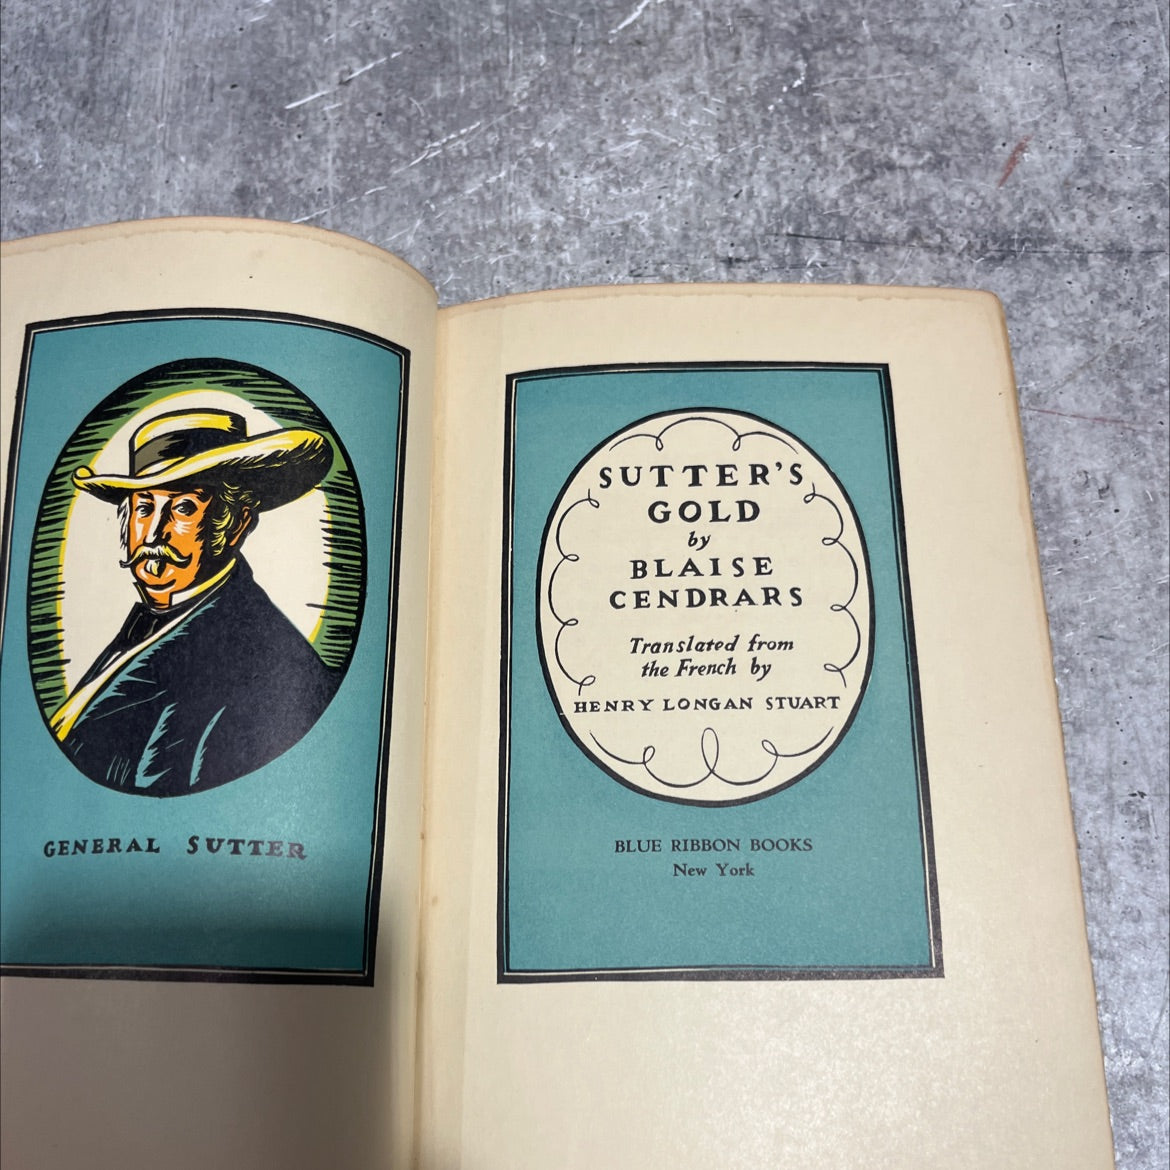 GENERAL SUTTER
SUTTER'S
GOLD
by
BLAISE
CENDRARS
Translated from
the French by
HENRY LONGAN STUART
BLUE RIBBON BOOKS
New York